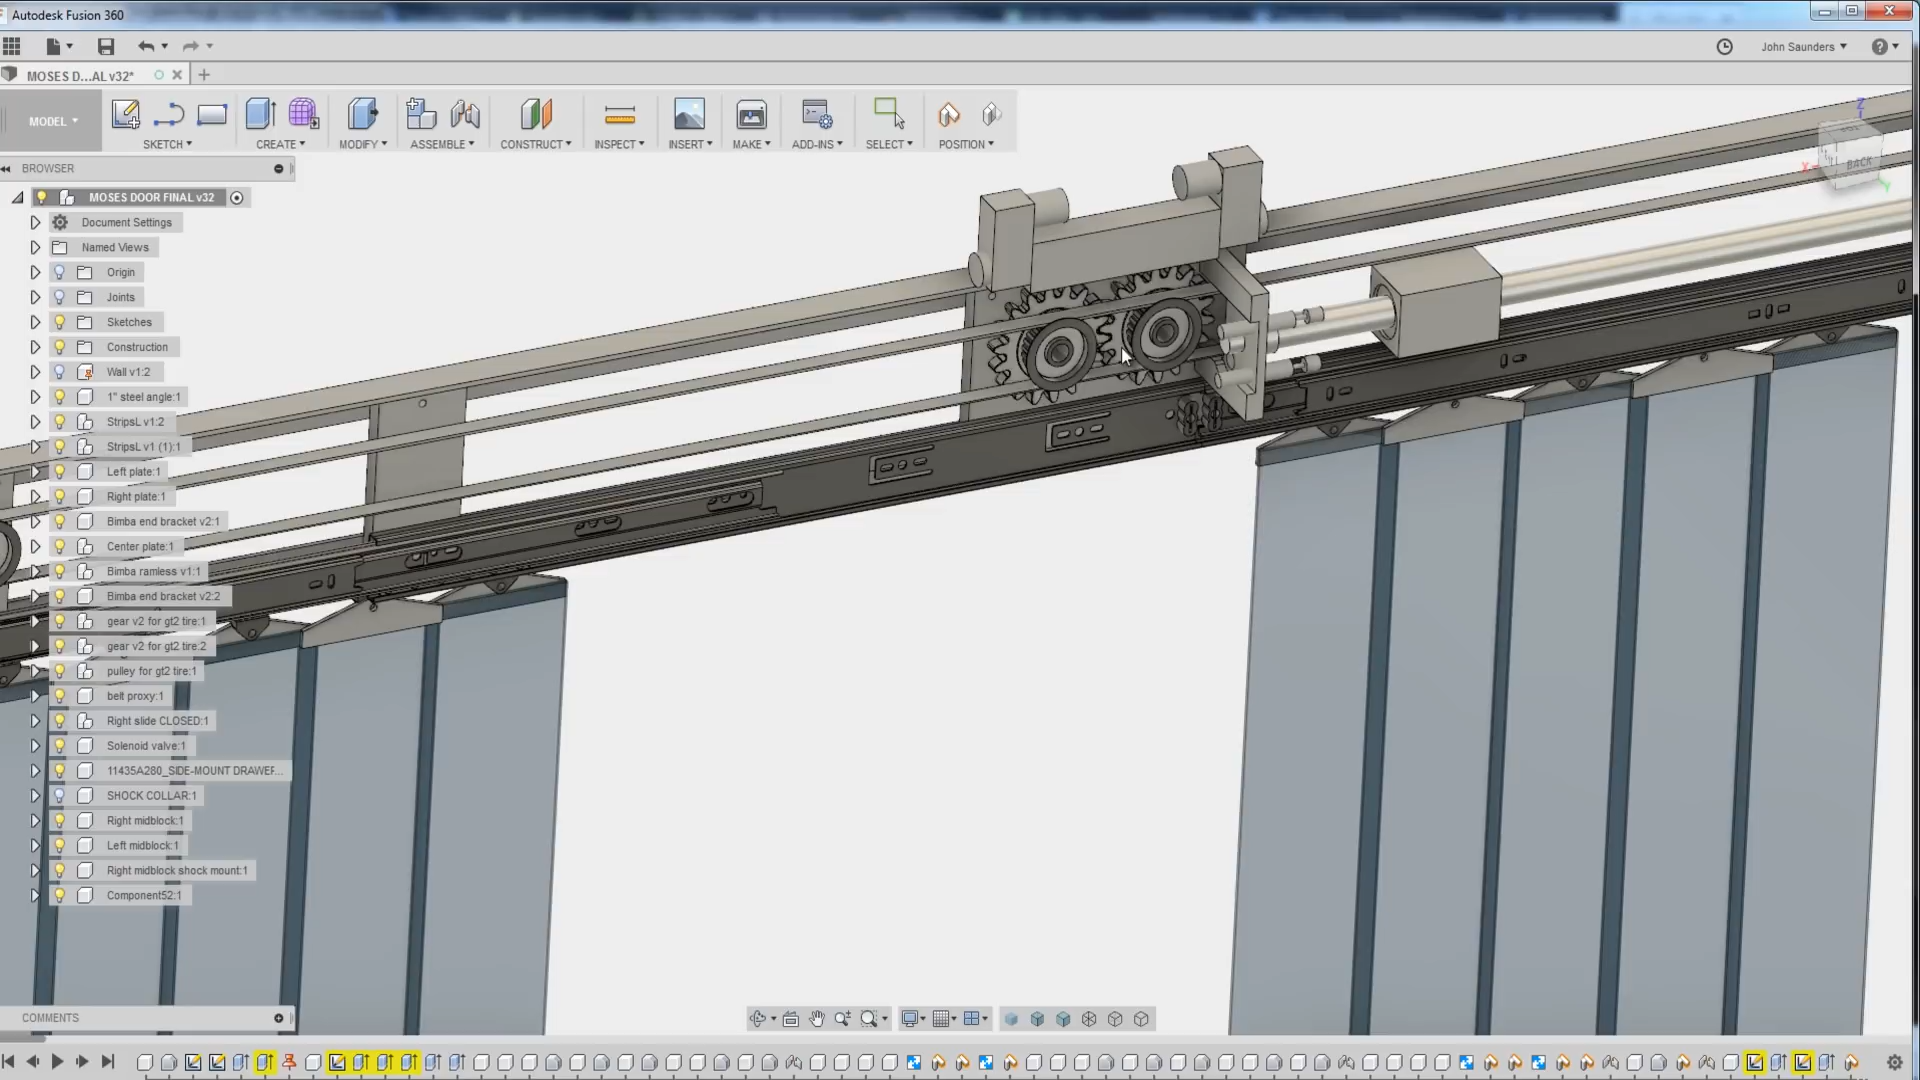 Autodesk Fusion 360
John Saunders
MOSES D...AL v32*
MODEL
SKETCH
CREATE
MODIFY
ASSEMBLE
CONSTRUCT
INSPECT
INSERT
MAKE
ADD-INS
SELECT
POSITION
Z
BACK
X
Y
BROWSER
MOSES DOOR FINAL v32
Document Settings
Named Views
Origin
Joints
Sketches
Construction
Wall v1:2
1" steel angle:1
StripsL v1:2
StripsL v1 (1):1
Left plate:1
Right plate:1
Bimba end bracket v2:1
Center plate:1
Bimba ramless v1:1
Bimba end bracket v2:2
gear v2 for gt2 tire:1
gear v2 for gt2 tire:2
pulley for gt2 tire:1
belt proxy:1
Right slide CLOSED:1
Solenoid valve:1
11435A280_SIDE-MOUNT DRAWER...
SHOCK COLLAR:1
Right midblock:1
Left midblock:1
Right midblock shock mount:1
Component52:1
COMMENTS